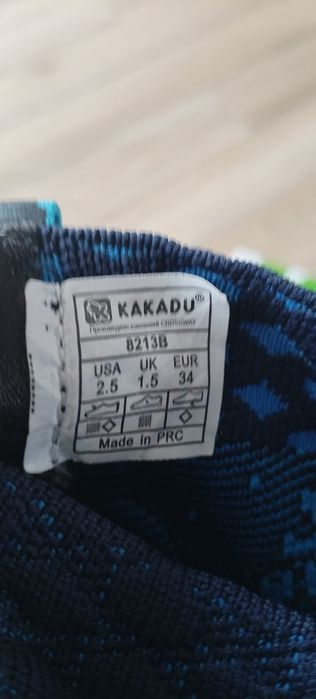 KAKADU
8213B
USA UK EUR
2.5 1.5 34
Made in PRC